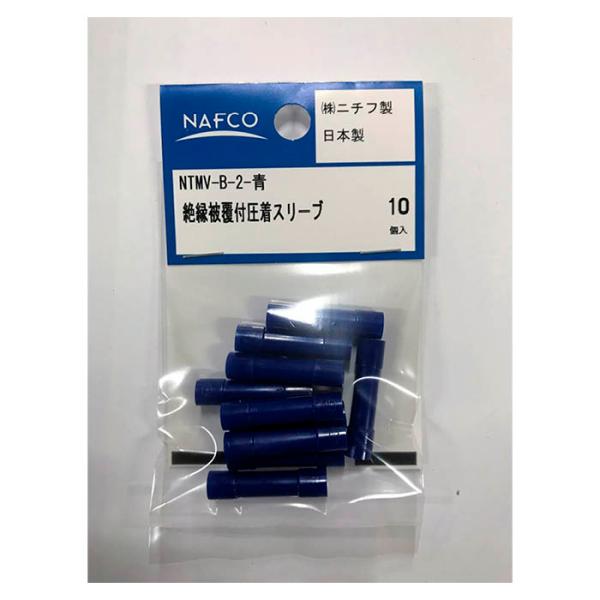 NAFCO
㈱ニチフ製
日本製
NTMV-B-2-青
絶縁被覆付圧着スリーブ
10
個入